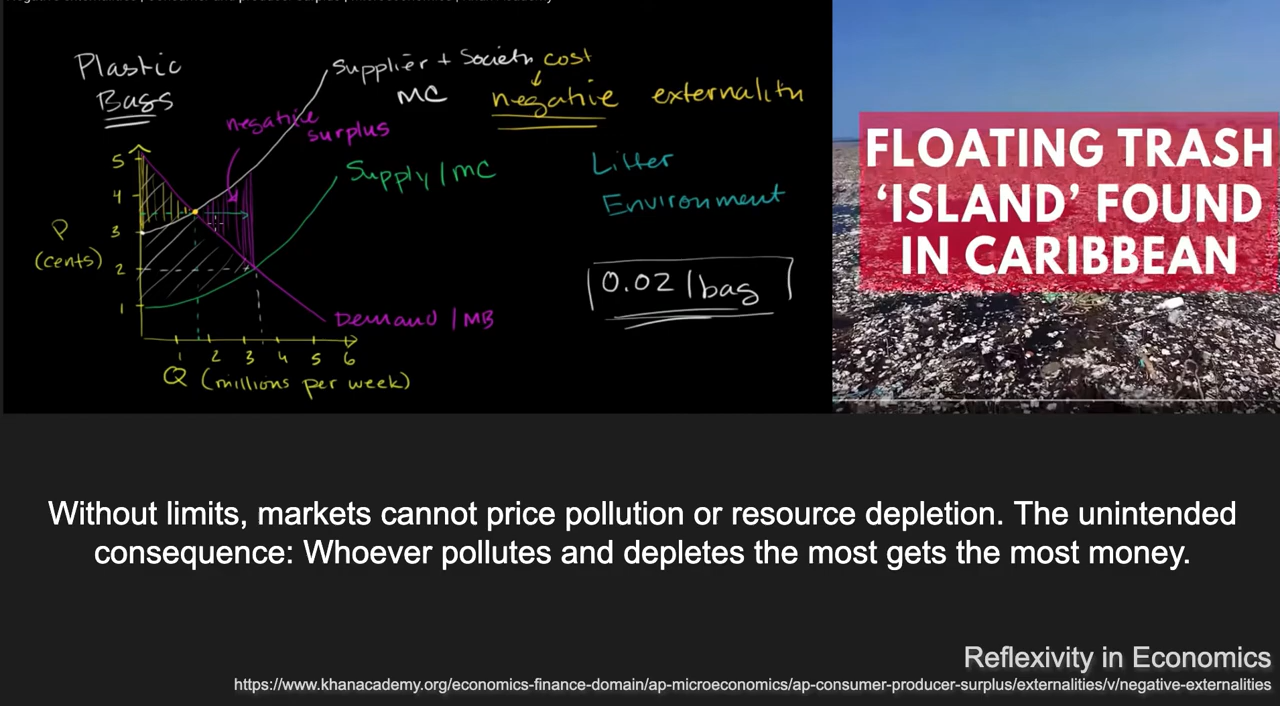 Plastic
Bags
Supplier + Society cost
MC
negative externality
negative
surplus
Litter
Environment
Supply/MC
5
4
3
2
1
P
(cents)
0.02/bag
Demand/MB
1 2 3 4 5 6
Q (millions per week)
FLOATING TRASH
‘ISLAND’ FOUND
IN CARIBBEAN
Without limits, markets cannot price pollution or resource depletion. The unintended
consequence: Whoever pollutes and depletes the most gets the most money.
Reflexivity in Economics
https://www.khanacademy.org/economics-finance-domain/ap-microeconomics/ap-consumer-producer-surplus/externalities/v/negative-externalities